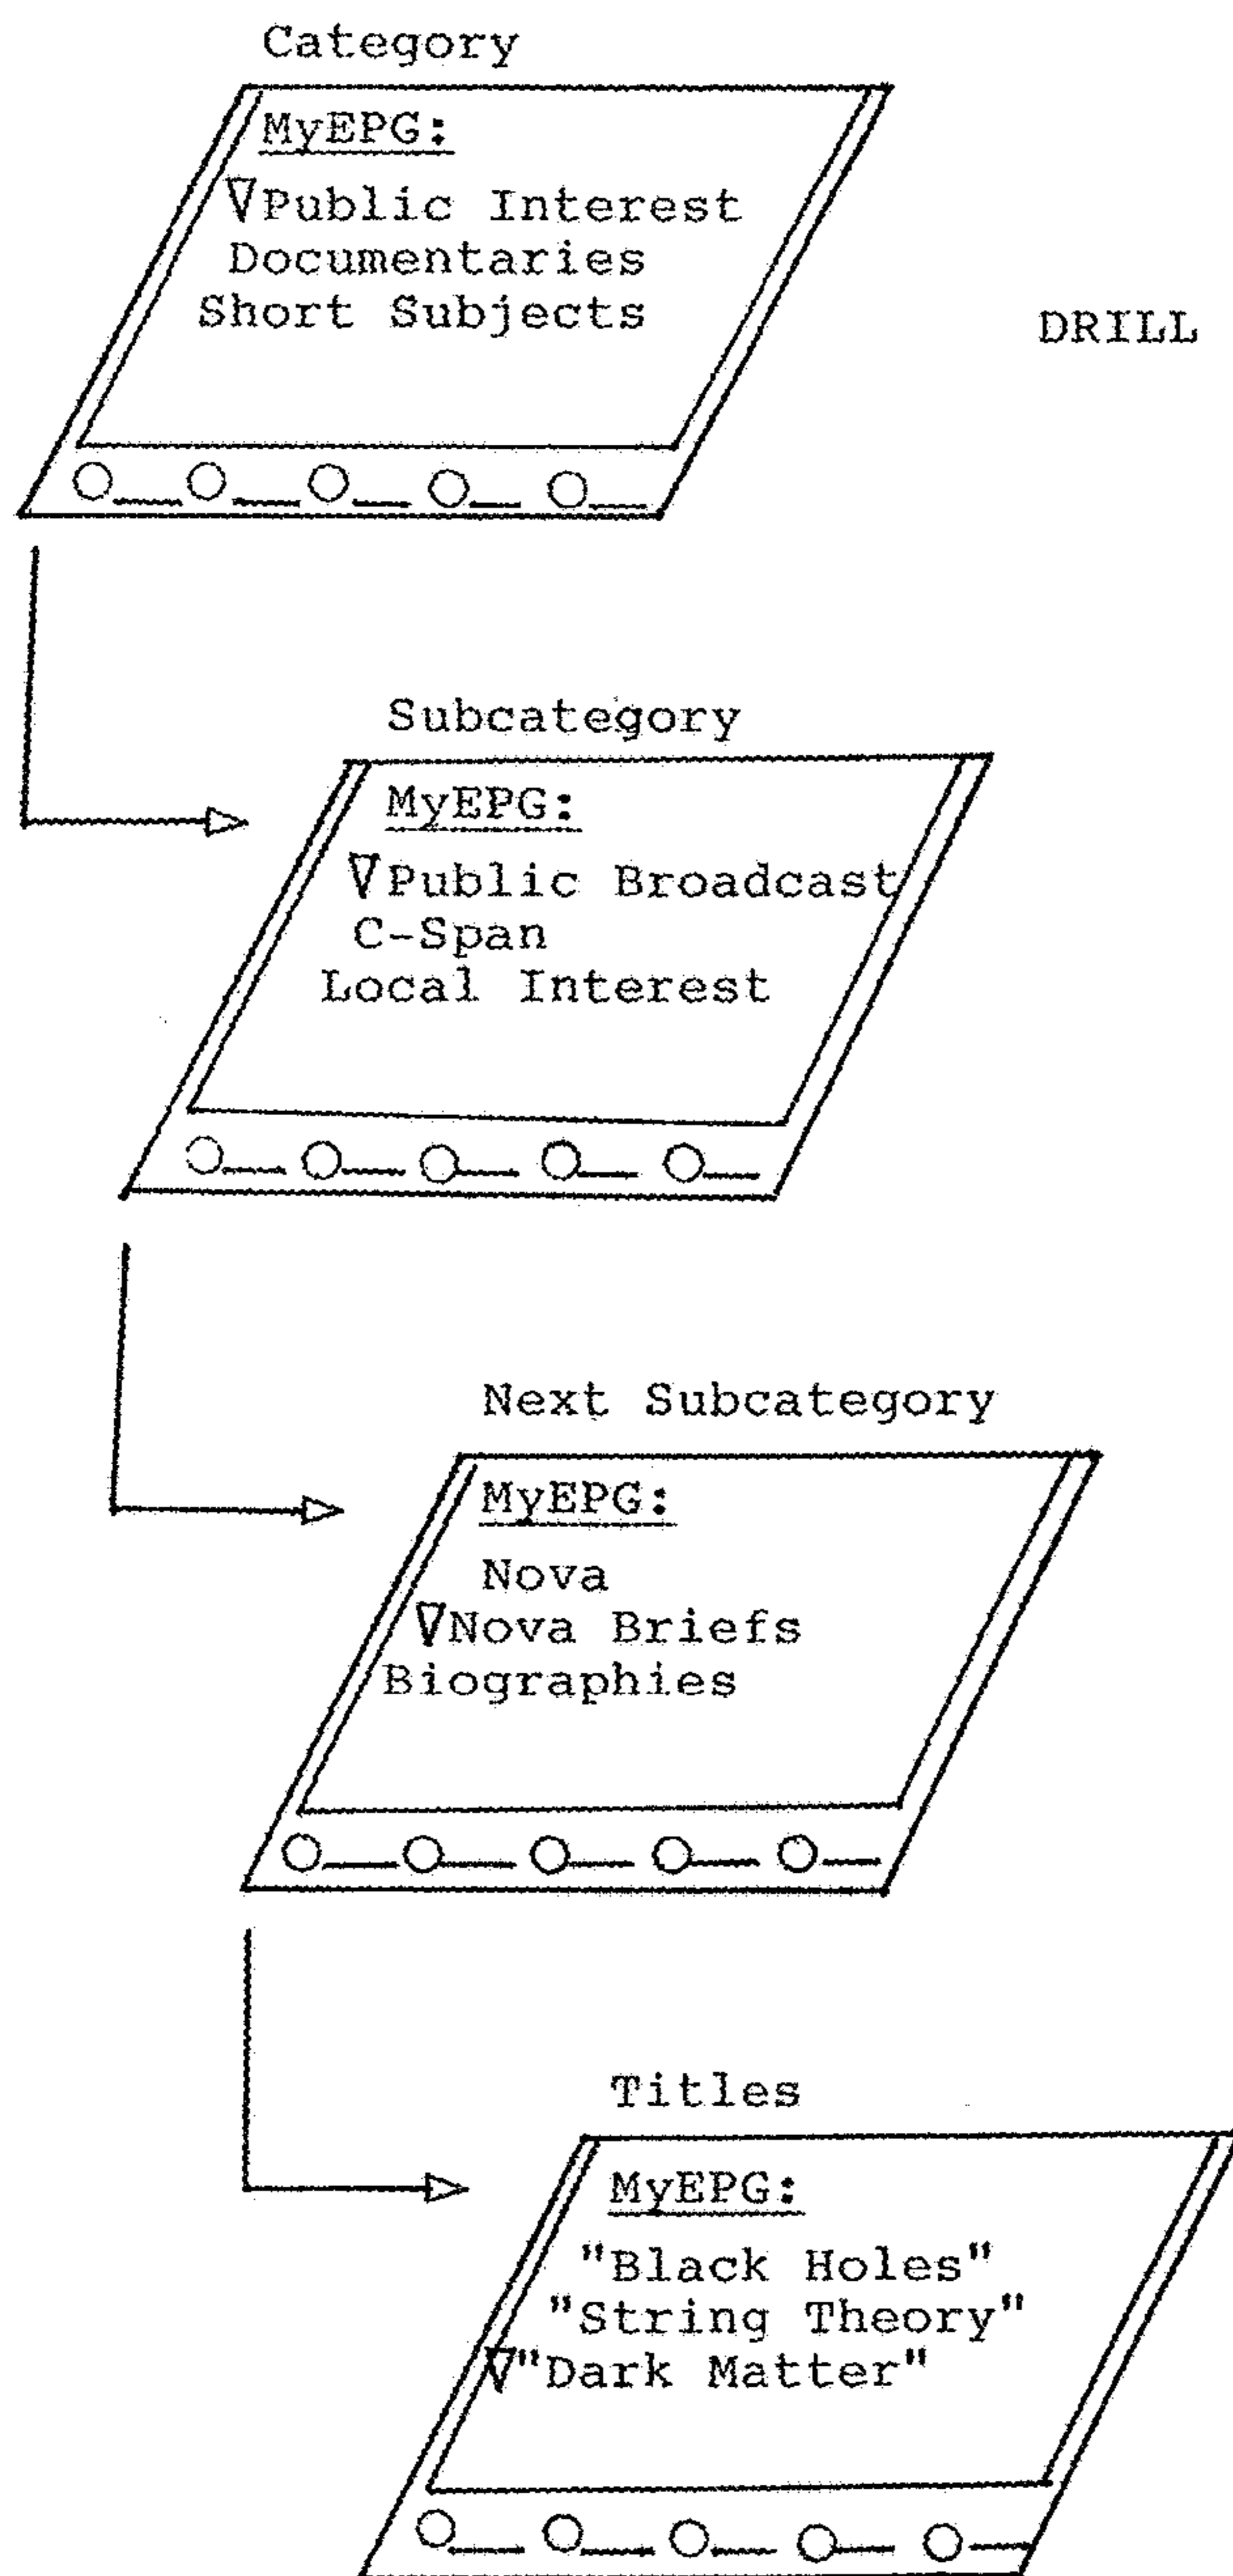 Category
MyEPG:
∇Public Interest
Documentaries
Short Subjects
DRILL
Subcategory
MyEPG:
∇Public Broadcast
C-Span
Local Interest
Next Subcategory
MyEPG:
Nova
∇Nova Briefs
Biographies
Titles
MyEPG:
"Black Holes"
"String Theory"
∇"Dark Matter"